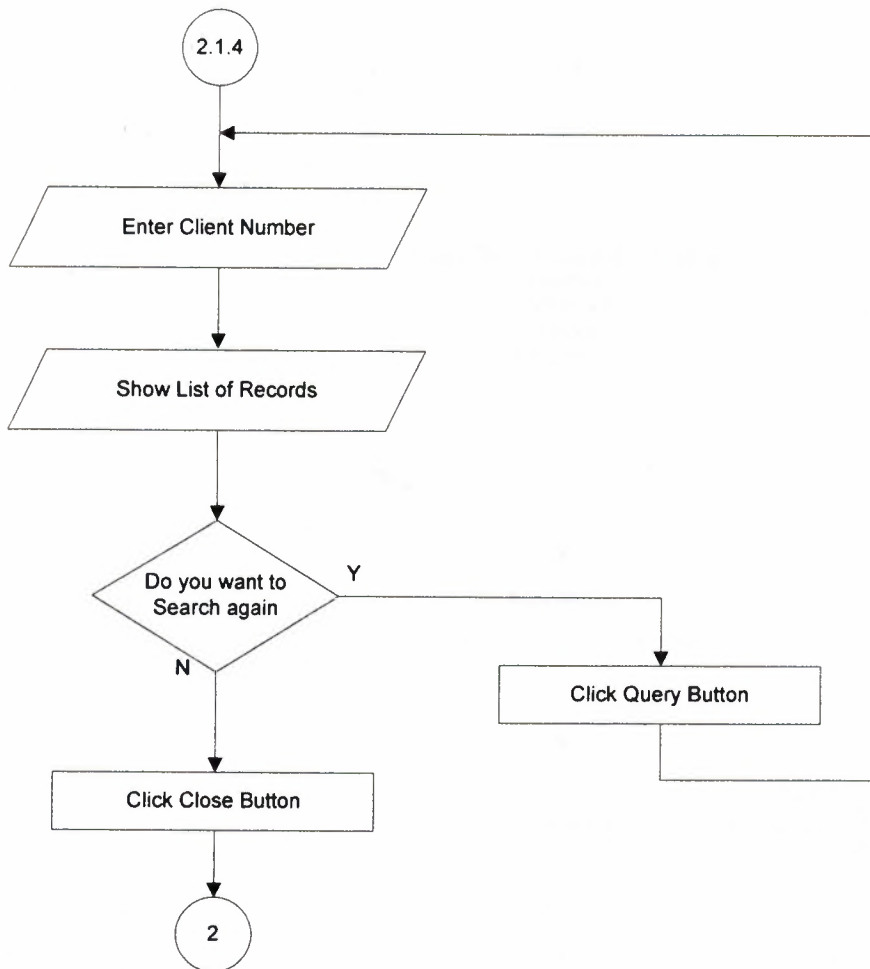 2.1.4
Enter Client Number
Show List of Records
Do you want to
Search again
Y
N
Click Query Button
Click Close Button
2